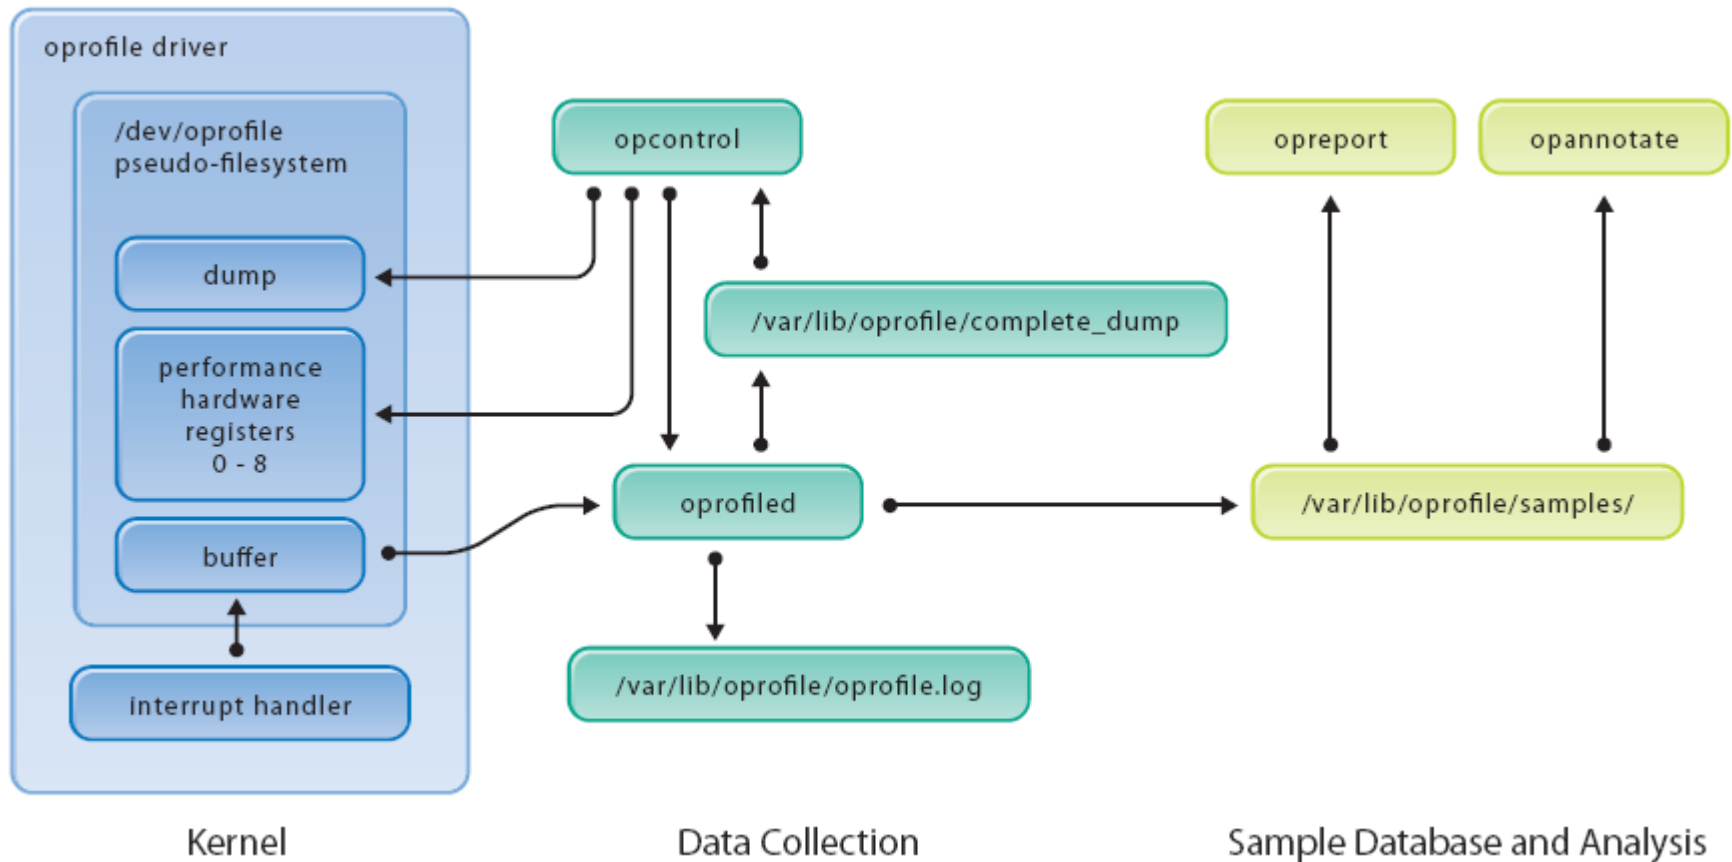 oprofile driver
/dev/oprofile
pseudo-filesystem
dump
performance
hardware
registers
0 - 8
buffer
interrupt handler
Kernel
opcontrol
/var/lib/oprofile/complete_dump
oprofiled
/var/lib/oprofile/oprofile.log
Data Collection
opreport
opannotate
/var/lib/oprofile/samples/
Sample Database and Analysis